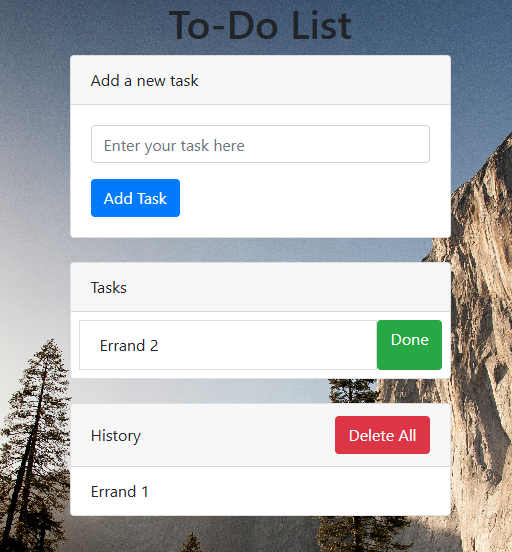 To-Do List
Add a new task
Enter your task here
Add Task
Tasks
Errand 2
Done
History
Delete All
Errand 1